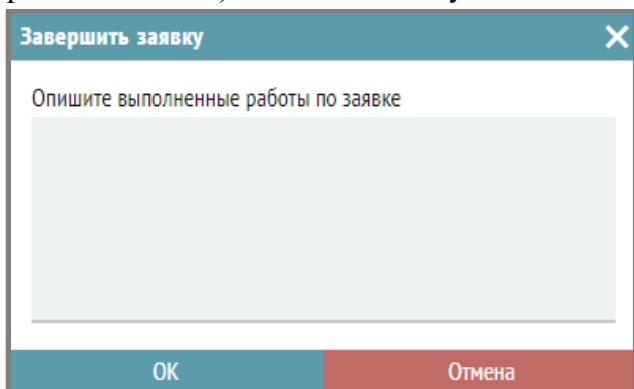 Завершить заявку
Опишите выполненные работы по заявке
ОК
Отмена